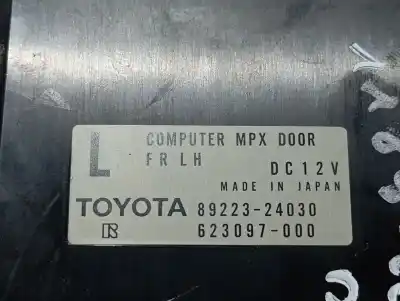 L COMPUTER MPX DOOR
FR LH
DC12V
MADE IN JAPAN
TOYOTA 89223-24030
R 623097-000